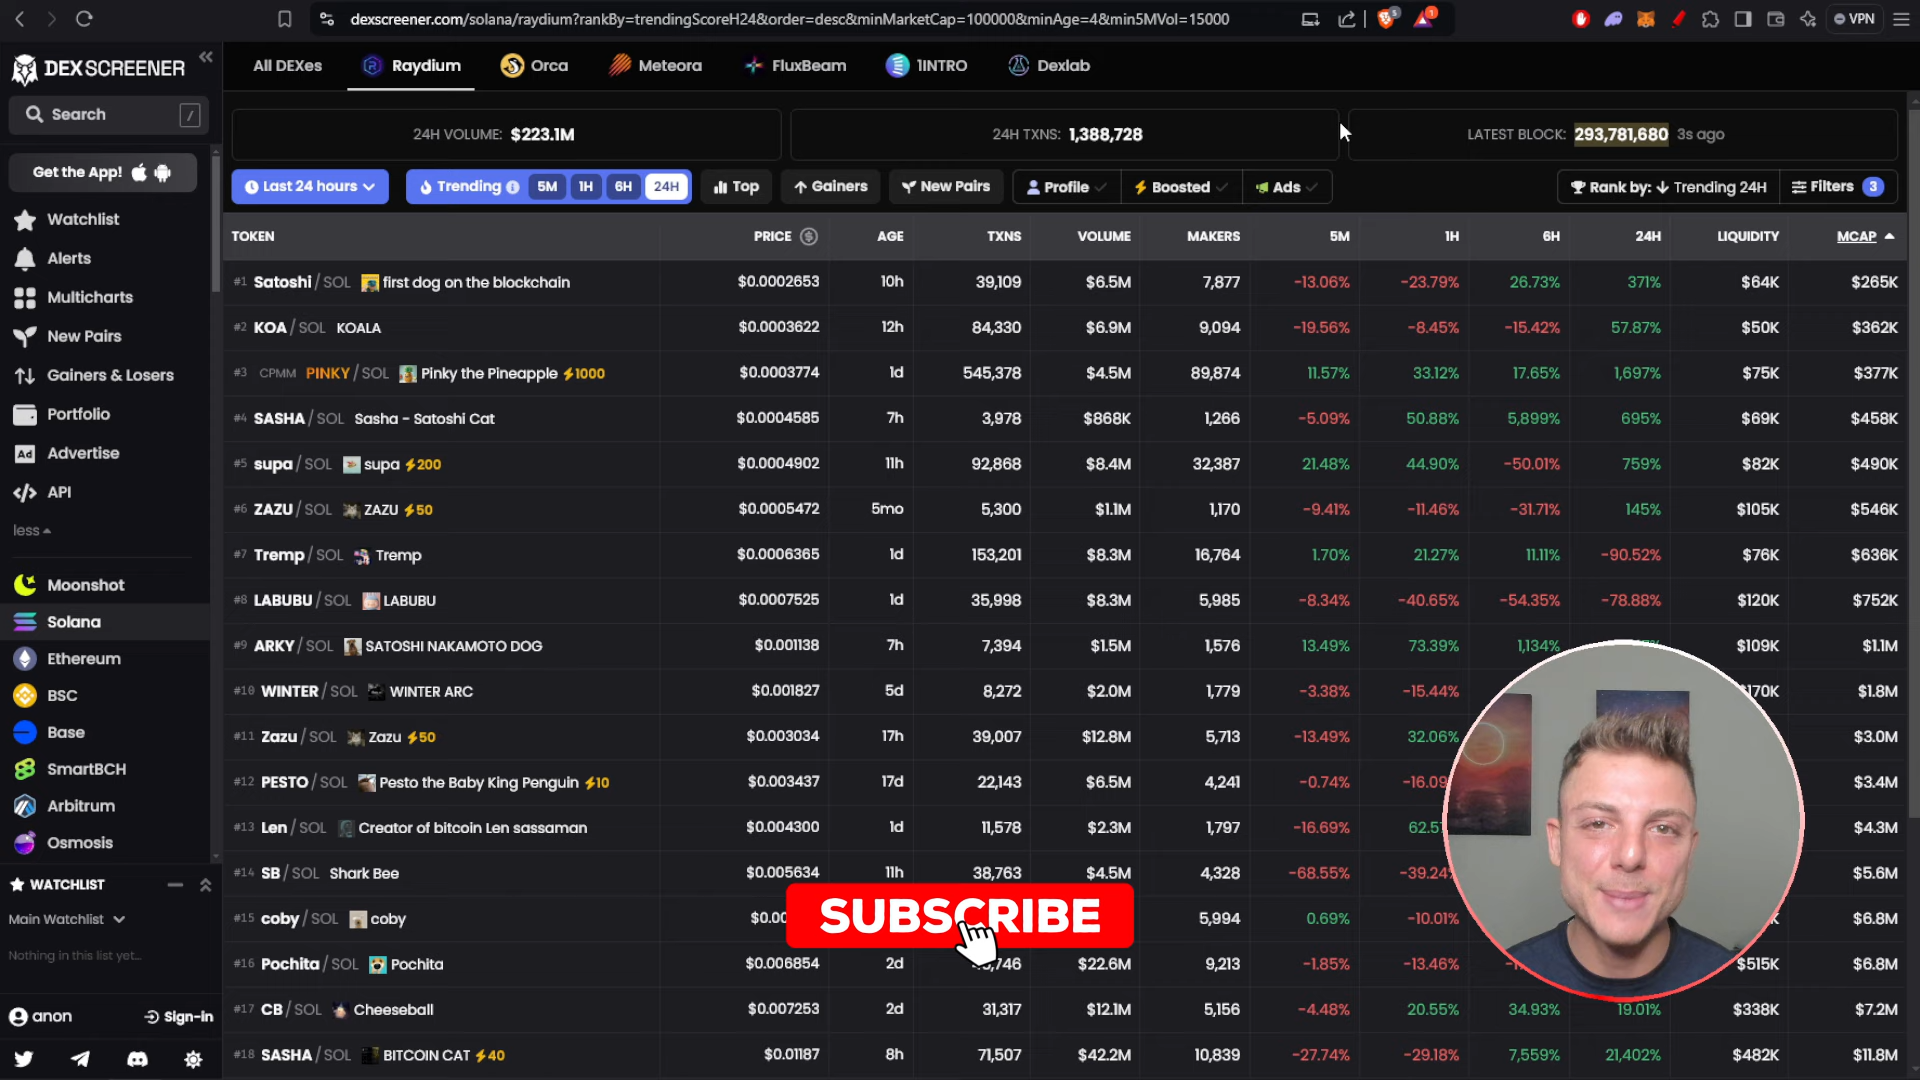 dexscreener.com/solana/raydium?rankBy=trendingScoreH24&order=desc&minMarketCap=100000&minAge=4&min5MVol=15000
5
1
VPN
DEX SCREENER
Search /
Get the App!
Watchlist
Alerts
Multicharts
New Pairs
Gainers & Losers
Portfolio
Ad Advertise
API
less
Moonshot
Solana
Ethereum
BSC
Base
SmartBCH
Arbitrum
Osmosis
WATCHLIST
Main Watchlist
Nothing in this list yet...
anon Sign-in
All DEXes Raydium Orca Meteora FluxBeam 1INTRO Dexlab
24H VOLUME: $223.1M 24H TXNS: 1,388,728 LATEST BLOCK: 293,781,680 3s ago
Last 24 hours Trending 5M 1H 6H 24H Top Gainers New Pairs Profile Boosted Ads Rank by: Trending 24H Filters 3
TOKEN PRICE AGE TXNS VOLUME MAKERS 5M 1H 6H 24H LIQUIDITY MCAP
#1 Satoshi / SOL first dog on the blockchain $0.0002653 10h 39,109 $6.5M 7,877 -13.06% -23.79% 26.73% 371% $64K $265K
#2 KOA / SOL KOALA $0.0003622 12h 84,330 $6.9M 9,094 -19.56% -8.45% -15.42% 57.87% $50K $362K
#3 CPMM PINKY / SOL Pinky the Pineapple 1000 $0.0003774 1d 545,378 $4.5M 89,874 11.57% 33.12% 17.65% 1,697% $75K $377K
#4 SASHA / SOL Sasha - Satoshi Cat $0.0004585 7h 3,978 $868K 1,266 -5.09% 50.88% 5,899% 695% $69K $458K
#5 supa / SOL supa 200 $0.0004902 11h 92,868 $8.4M 32,387 21.48% 44.90% -50.01% 759% $82K $490K
#6 ZAZU / SOL ZAZU 50 $0.0005472 5mo 5,300 $1.1M 1,170 -9.41% -11.46% -31.71% 145% $105K $546K
#7 Tremp / SOL Tremp $0.0006365 1d 153,201 $8.3M 16,764 1.70% 21.27% 11.11% -90.52% $76K $636K
#8 LABUBU / SOL LABUBU $0.0007525 1d 35,998 $8.3M 5,985 -8.34% -40.65% -54.35% -78.88% $120K $752K
#9 ARKY / SOL SATOSHI NAKAMOTO DOG $0.001138 7h 7,394 $1.5M 1,576 13.49% 73.39% 1,134% $109K $1.1M
#10 WINTER / SOL WINTER ARC $0.001827 5d 8,272 $2.0M 1,779 -3.38% -15.44% $1.8M
#11 Zazu / SOL Zazu 50 $0.003034 17h 39,007 $12.8M 5,713 -13.49% 32.06% $3.0M
#12 PESTO / SOL Pesto the Baby King Penguin 10 $0.003437 17d 22,143 $6.5M 4,241 -0.74% -16.09 $3.4M
#13 Len / SOL Creator of bitcoin Len sassaman $0.004300 1d 11,578 $2.3M 1,797 -16.69% 62.5 $4.3M
#14 SB / SOL Shark Bee $0.005634 11h 38,763 $4.5M 4,328 -68.55% -39.24 $5.6M
#15 coby / SOL coby $0.00 5,994 0.69% -10.01% $6.8M
#16 Pochita / SOL Pochita $0.006854 2d 746 $22.6M 9,213 -1.85% -13.46% $515K $6.8M
#17 CB / SOL Cheeseball $0.007253 2d 31,317 $12.1M 5,156 -4.48% 20.55% 34.93% 19.01% $338K $7.2M
#18 SASHA / SOL BITCOIN CAT 40 $0.01187 8h 71,507 $42.2M 10,839 -27.74% -29.18% 7,559% 21,402% $482K $11.8M
SUBSCRIBE